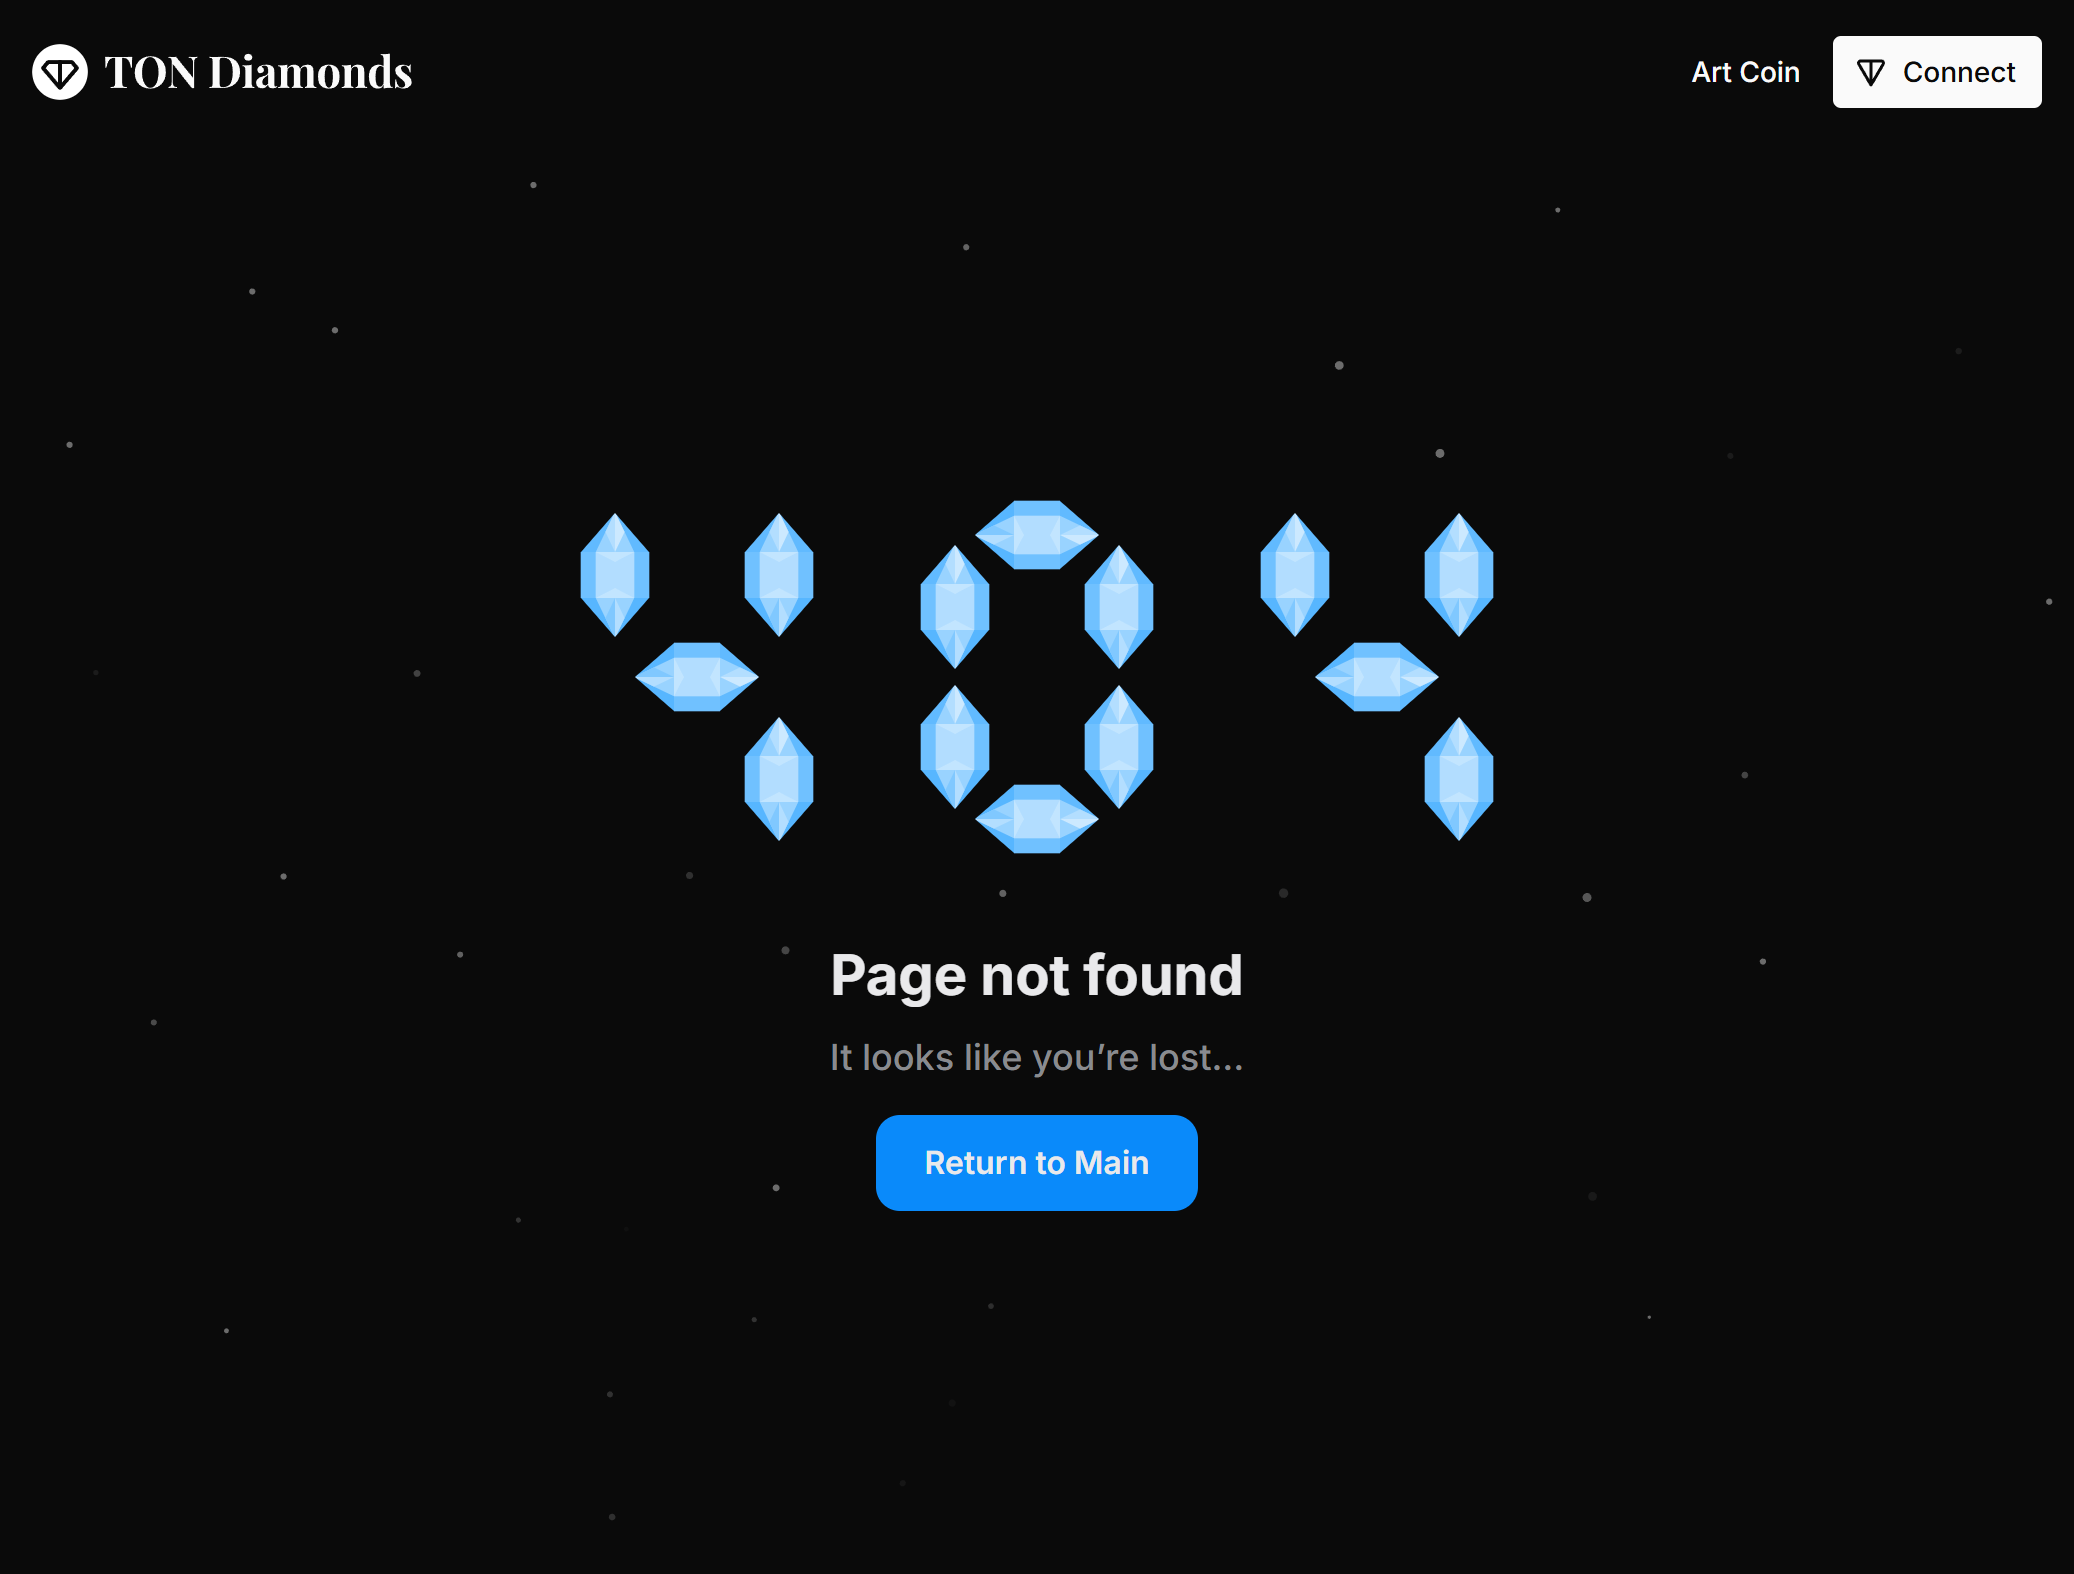 TON Diamonds
Art Coin
Connect
404
Page not found
It looks like you’re lost...
Return to Main